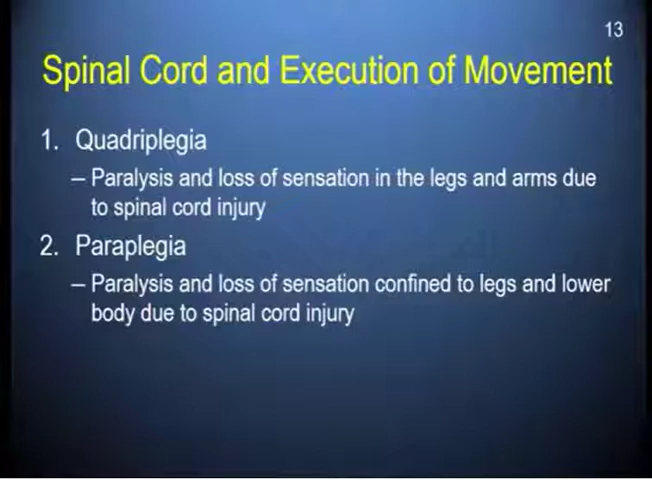 13
Spinal Cord and Execution of Movement
1. Quadriplegia
– Paralysis and loss of sensation in the legs and arms due
to spinal cord injury
2. Paraplegia
– Paralysis and loss of sensation confined to legs and lower
body due to spinal cord injury